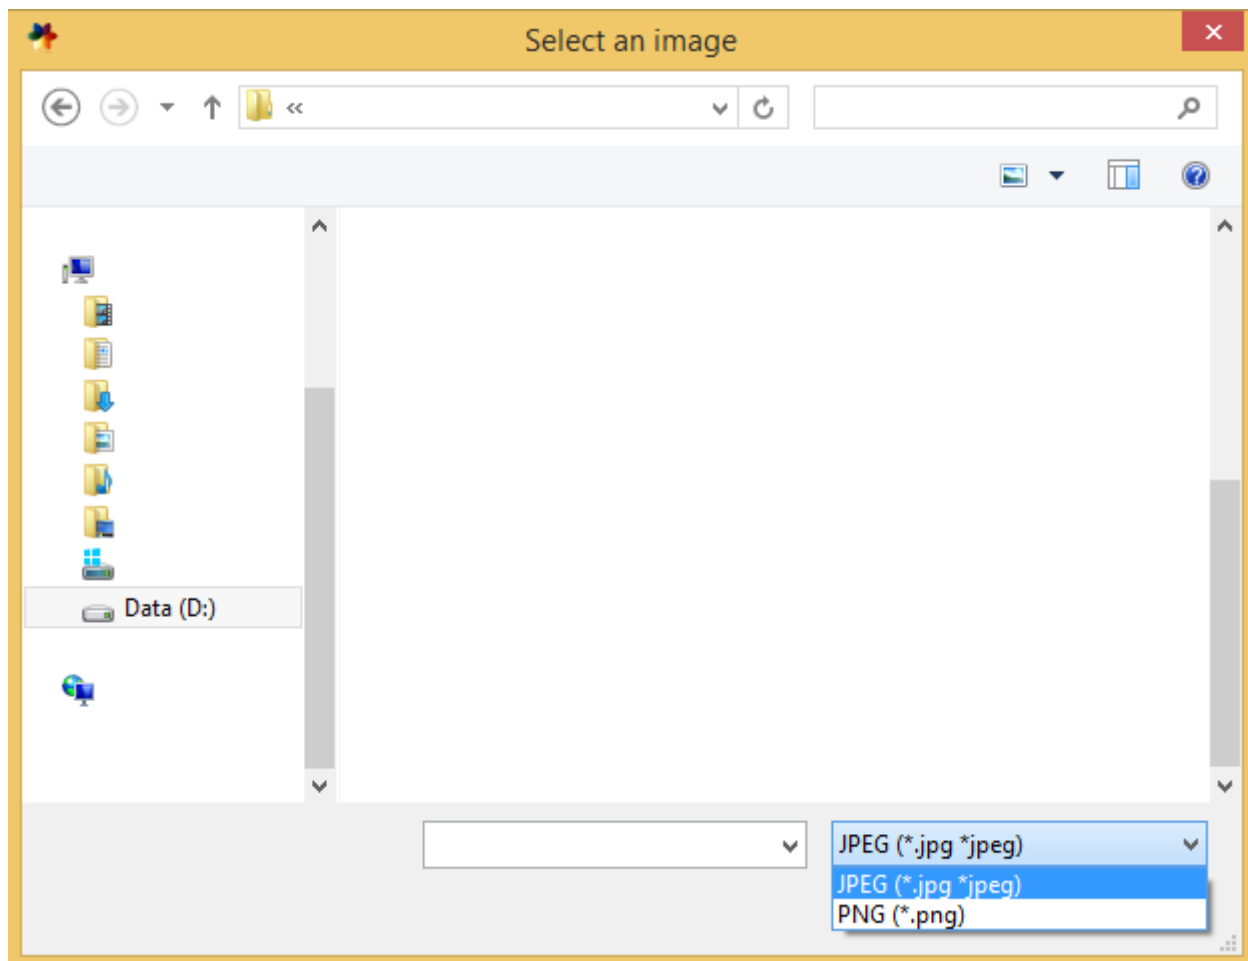 Select an image
«
Data (D:)
JPEG (*.jpg *jpeg)
JPEG (*.jpg *jpeg)
PNG (*.png)